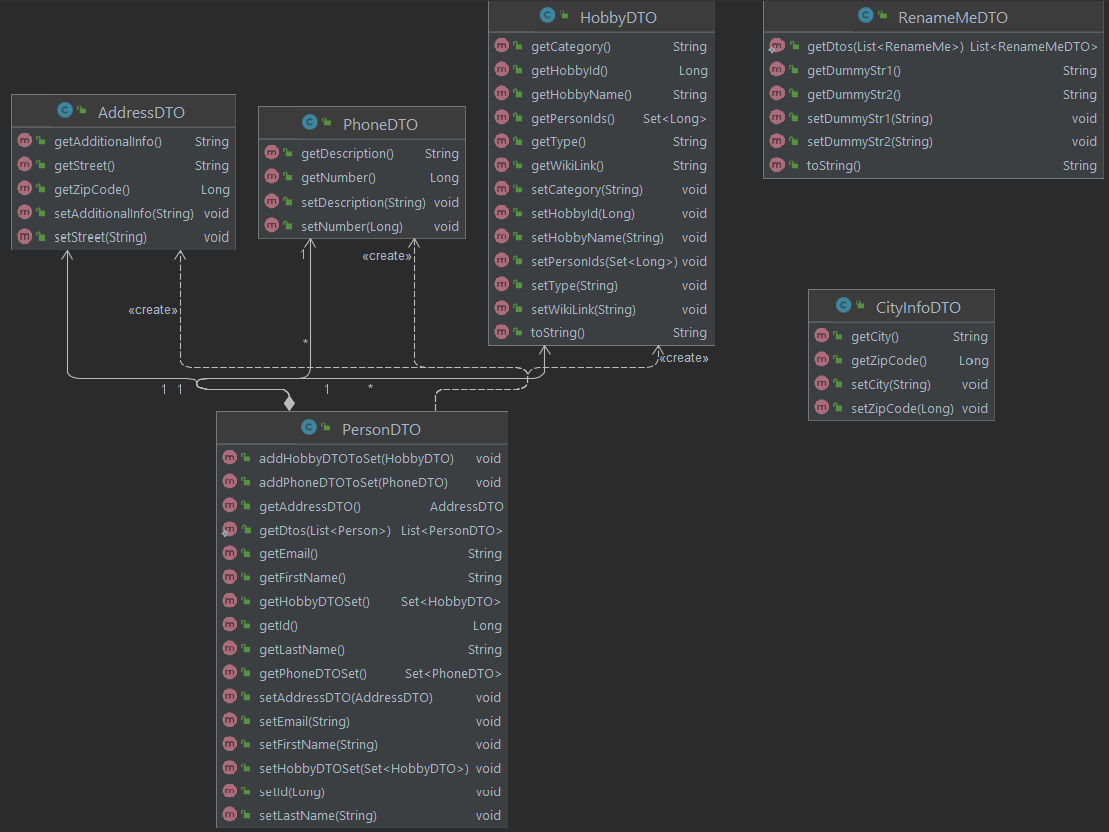 AddressDTO
getAdditionalInfo() String
getStreet() String
getZipCode() Long
setAdditionalInfo(String) void
setStreet(String) void
PhoneDTO
getDescription() String
getNumber() Long
setDescription(String) void
setNumber(Long) void
HobbyDTO
getCategory() String
getHobbyId() Long
getHobbyName() String
getPersonIds() Set<Long>
getType() String
getWikiLink() String
setCategory(String) void
setHobbyId(Long) void
setHobbyName(String) void
setPersonIds(Set<Long>) void
setType(String) void
setWikiLink(String) void
toString() String
RenameMeDTO
getDtos(List<RenameMe>) List<RenameMeDTO>
getDummyStr1() String
getDummyStr2() String
setDummyStr1(String) void
setDummyStr2(String) void
toString() String
CityInfoDTO
getCity() String
getZipCode() Long
setCity(String) void
setZipCode(Long) void
1
«create»
«create»
*
«create»
1 1 1 *
PersonDTO
addHobbyDTOToSet(HobbyDTO) void
addPhoneDTOToSet(PhoneDTO) void
getAddressDTO() AddressDTO
getDtos(List<Person>) List<PersonDTO>
getEmail() String
getFirstName() String
getHobbyDTOSet() Set<HobbyDTO>
getId() Long
getLastName() String
getPhoneDTOSet() Set<PhoneDTO>
setAddressDTO(AddressDTO) void
setEmail(String) void
setFirstName(String) void
setHobbyDTOSet(Set<HobbyDTO>) void
setId(Long) void
setLastName(String) void